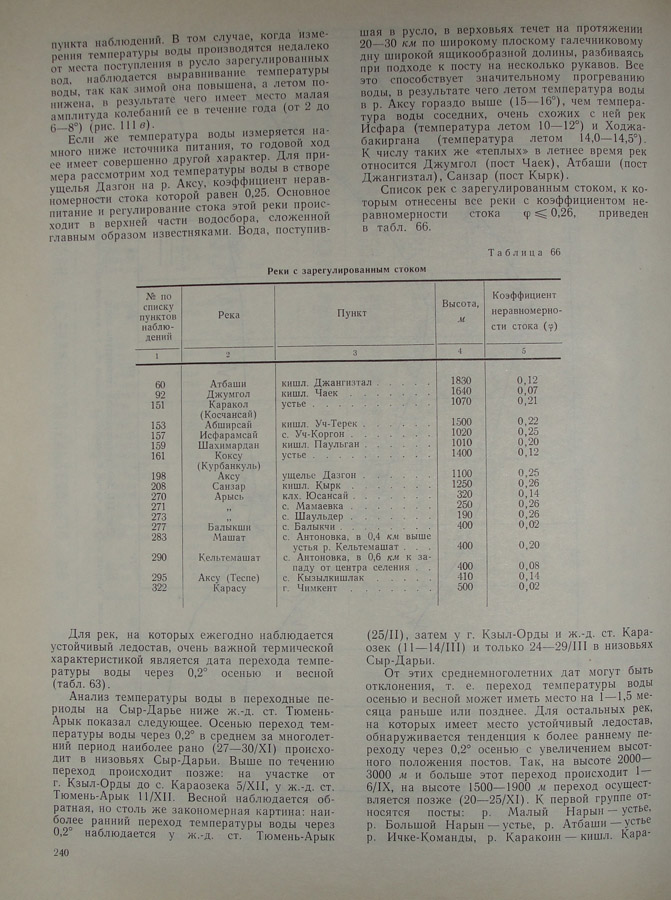 пункта наблюдений. В том случае, когда изме-
рения температуры воды производятся недалеко
от места поступления в русло зарегулированных
вод, наблюдается выравнивание температуры
воды, так как зимой она повышена, а летом по-
нижена, в результате чего имеет место малая
амплитуда колебаний ее в течение года (от 2 до
6—8°) (рис. 111 в).
Если же температура воды измеряется на-
много ниже источника питания, то годовой ход
ее имеет совершенно другой характер. Для при-
мера рассмотрим ход температуры воды в створе
ущелья Дазгон на р. Аксу, коэффициент нерав-
номерности стока которой равен 0,25. Основное
питание и регулирование стока этой реки проис-
ходит в верхней части водосбора, сложенной
главным образом известняками. Вода, поступив-
шая в русло, в верховьях течет на протяжении
20—30 км по широкому плоскому галечниковому
дну широкой ящикообразной долины, разбиваясь
при подходе к посту на несколько рукавов. Все
это способствует значительному прогреванию
воды, в результате чего летом температура воды
в р. Аксу гораздо выше (15—16°), чем темпера-
тура воды соседних, очень схожих с ней рек
Исфара (температура летом 10—12°) и Ходжа-
бакиргана (температура летом 14,0—14,5°).
К числу таких же «теплых» в летнее время рек
относится Джумгол (пост Чаек), Атбаши (пост
Джангизтал), Санзар (пост Кырк).
Список рек с зарегулированным стоком, к ко-
торым отнесены все реки с коэффициентом не-
равномерности стока φ ⩽ 0,26, приведен
в табл. 66.
Таблица 66
Реки с зарегулированным стоком
№ по списку пунктов наблю-дений Река Пункт Высота, м Коэффициент неравномерно-сти стока (φ)
1 2 3 4 5
60 Атбаши кишл. Джангизтал . . . . . 1830 0,12
92 Джумгол кишл. Чаек . . . . . . . 1640 0,07
151 Каракол устье . . . . . . . . . . 1070 0,21
(Косчансай)
153 Абширсай кишл. Уч-Терек . . . . . . 1500 0,22
157 Исфарамсай с. Уч-Коргон . . . . . . . 1020 0,25
159 Шахимардан кишл. Паульган . . . . . . 1010 0,20
161 Коксу устье . . . . . . . . . . 1400 0,12
(Курбанкуль)
198 Аксу ущелье Дазгон . . . . . . 1100 0,25
208 Санзар кишл. Кырк . . . . . . . 1250 0,26
270 Арысь клх. Юсансай . . . . . . . 320 0,14
271 „ с. Мамаевка . . . . . . . 250 0,26
273 „ с. Шаульдер . . . . . . . 190 0,26
277 Балыкши с. Балыкчи . . . . . . . . 400 0,02
283 Машат с. Антоновка, в 0,4 км выше
устья р. Кельтемашат . . . 400 0,20
290 Кельтемашат с. Антоновка, в 0,6 км к за-
паду от центра селения . . 400 0,08
295 Аксу (Теспе) с. Кызылкишлак . . . . . 410 0,14
322 Карасу г. Чимкент . . . . . . . 500 0,02
Для рек, на которых ежегодно наблюдается
устойчивый ледостав, очень важной термической
характеристикой является дата перехода темпе-
ратуры воды через 0,2° осенью и весной
(табл. 63).
Анализ температуры воды в переходные пе-
риоды на Сыр-Дарье ниже ж.-д. ст. Тюмень-
Арык показал следующее. Осенью переход тем-
пературы воды через 0,2° в среднем за многолет-
ний период наиболее рано (27—30/XI) происхо-
дит в низовьях Сыр-Дарьи. Выше по течению
переход происходит позже: на участке от
г. Кзыл-Орды до с. Караозека 5/XII, у ж.-д. ст.
Тюмень-Арык 11/XII. Весной наблюдается об-
ратная, но столь же закономерная картина: наи-
более ранний переход температуры воды через
0,2° наблюдается у ж.-д. ст. Тюмень-Арык
(25/II), затем у г. Кзыл-Орды и ж.-д. ст. Кара-
озек (11—14/III) и только 24—29/III в низовьях
Сыр-Дарьи.
От этих среднемноголетних дат могут быть
отклонения, т. е. переход температуры воды
осенью и весной может иметь место на 1—1,5 ме-
сяца раньше или позднее. Для остальных рек,
на которых имеет место устойчивый ледостав,
обнаруживается тенденция к более раннему пе-
реходу через 0,2° осенью с увеличением высот-
ного положения постов. Так, на высоте 2000—
3000 м и больше этот переход происходит 1—
6/IX, на высоте 1500—1900 м переход осущест-
вляется позже (20—25/XI). К первой группе от-
носятся посты: р. Малый Нарын — устье,
р. Большой Нарын — устье, р. Атбаши — устье
р. Ички-Команды, р. Каракоин — кишл. Кара-
240